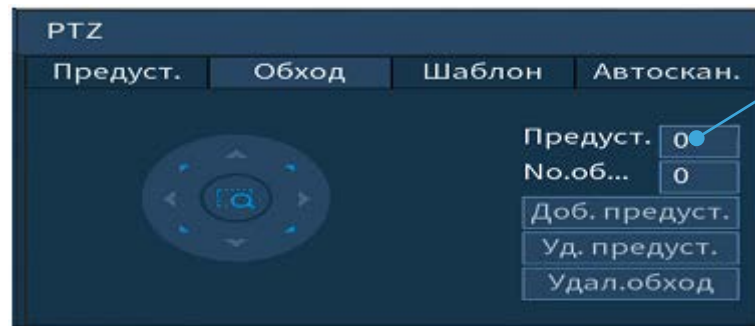 PTZ
Предуст. Обход Шаблон Автоскан.
Предуст. 0
No.об... 0
Доб. предуст.
Уд. предуст.
Удал.обход